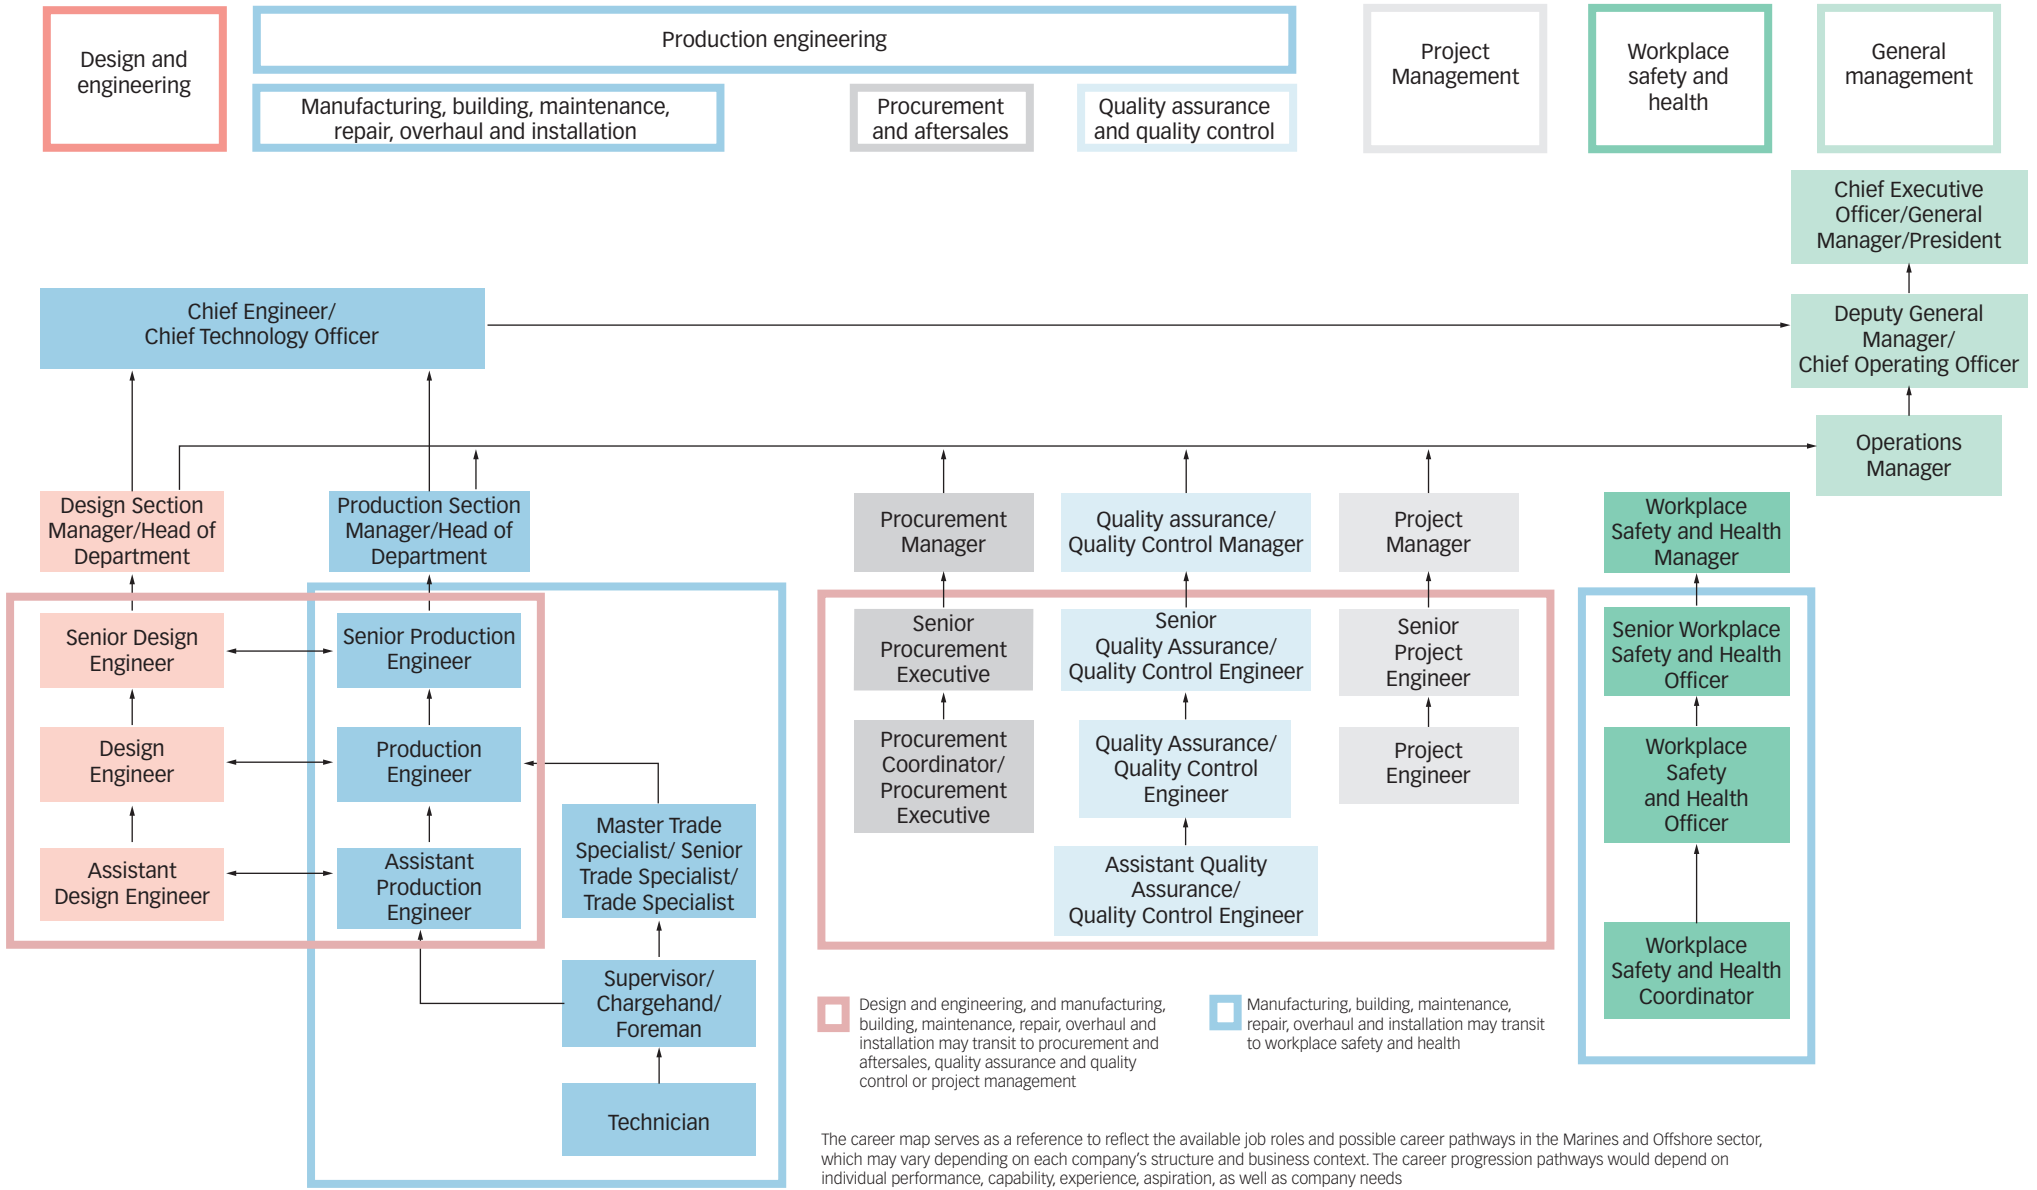 Design and
engineering
Production engineering
Manufacturing, building, maintenance,
repair, overhaul and installation
Procurement
and aftersales
Quality assurance
and quality control
Project
Management
Workplace
safety and
health
General
management
Chief Executive
Officer/General
Manager/President
Chief Engineer/
Chief Technology Officer
Deputy General
Manager/
Chief Operating Officer
Operations
Manager
Design Section
Manager/Head of
Department
Production Section
Manager/Head of
Department
Procurement
Manager
Quality assurance/
Quality Control Manager
Project
Manager
Workplace
Safety and Health
Manager
Senior Design
Engineer
Senior Production
Engineer
Senior
Procurement
Executive
Senior
Quality Assurance/
Quality Control Engineer
Senior
Project
Engineer
Senior Workplace
Safety and Health
Officer
Design
Engineer
Production
Engineer
Procurement
Coordinator/
Procurement
Executive
Quality Assurance/
Quality Control
Engineer
Project
Engineer
Workplace
Safety
and Health
Officer
Master Trade
Specialist/ Senior
Trade Specialist/
Trade Specialist
Assistant
Design Engineer
Assistant
Production
Engineer
Assistant Quality
Assurance/
Quality Control Engineer
Workplace
Safety and Health
Coordinator
Supervisor/
Chargehand/
Foreman
Technician
Design and engineering, and manufacturing,
building, maintenance, repair, overhaul and
installation may transit to procurement and
aftersales, quality assurance and quality
control or project management
Manufacturing, building, maintenance,
repair, overhaul and installation may transit
to workplace safety and health
The career map serves as a reference to reflect the available job roles and possible career pathways in the Marines and Offshore sector,
which may vary depending on each company's structure and business context. The career progression pathways would depend on
individual performance, capability, experience, aspiration, as well as company needs